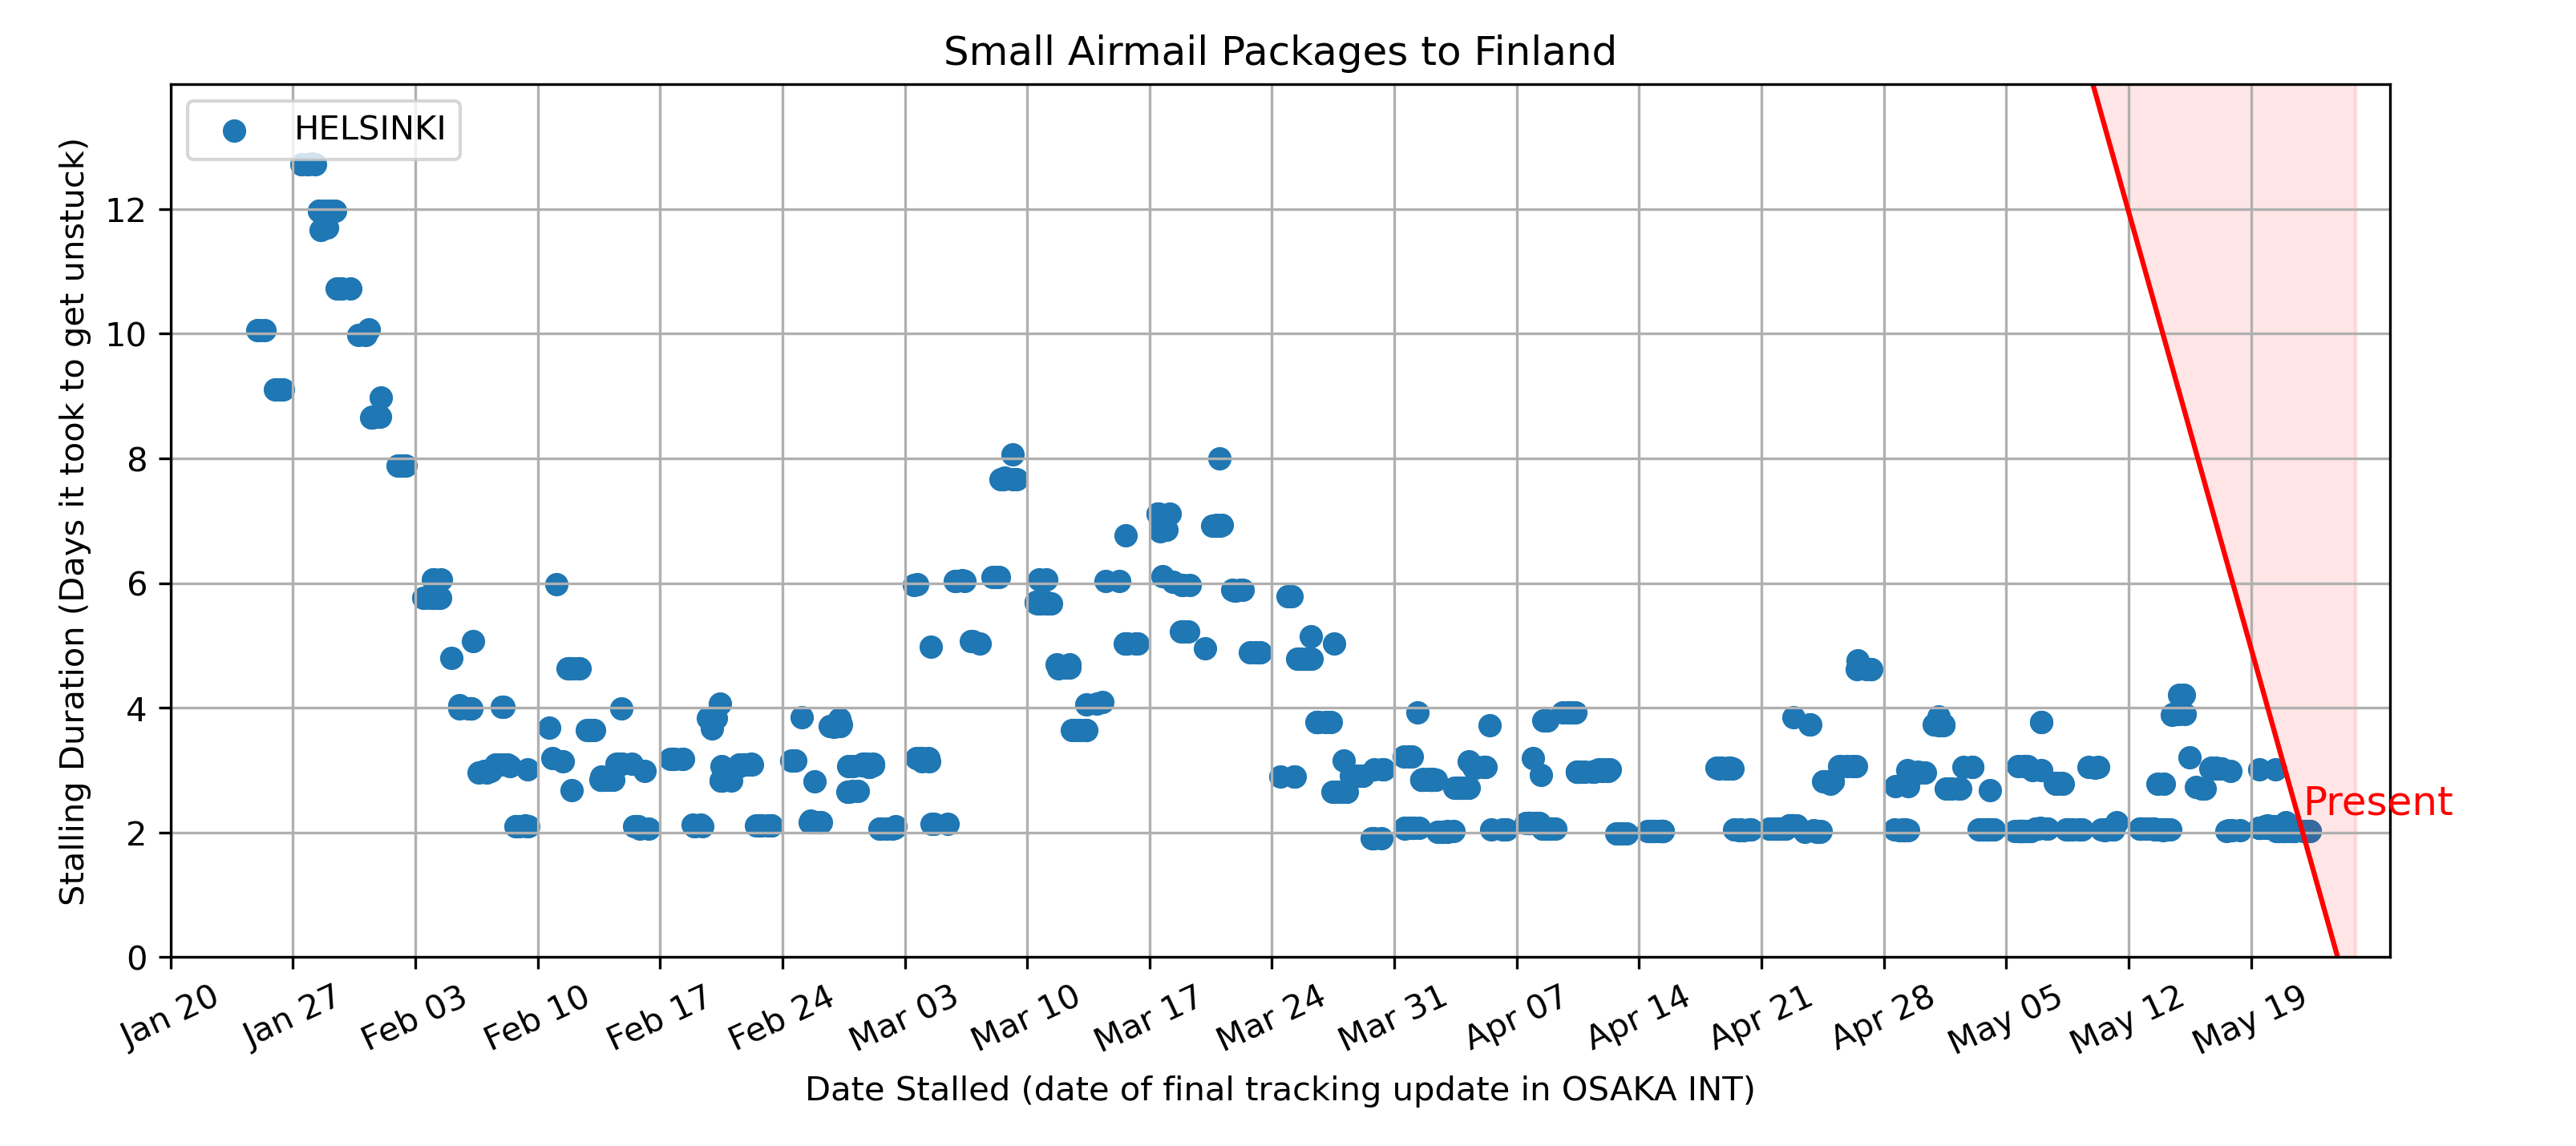 Small Airmail Packages to Finland
HELSINKI
Stalling Duration (Days it took to get unstuck)
12
10
8
6
4
2
0
Present
Jan 20
Jan 27
Feb 03
Feb 10
Feb 17
Feb 24
Mar 03
Mar 10
Mar 17
Mar 24
Mar 31
Apr 07
Apr 14
Apr 21
Apr 28
May 05
May 12
May 19
Date Stalled (date of final tracking update in OSAKA INT)